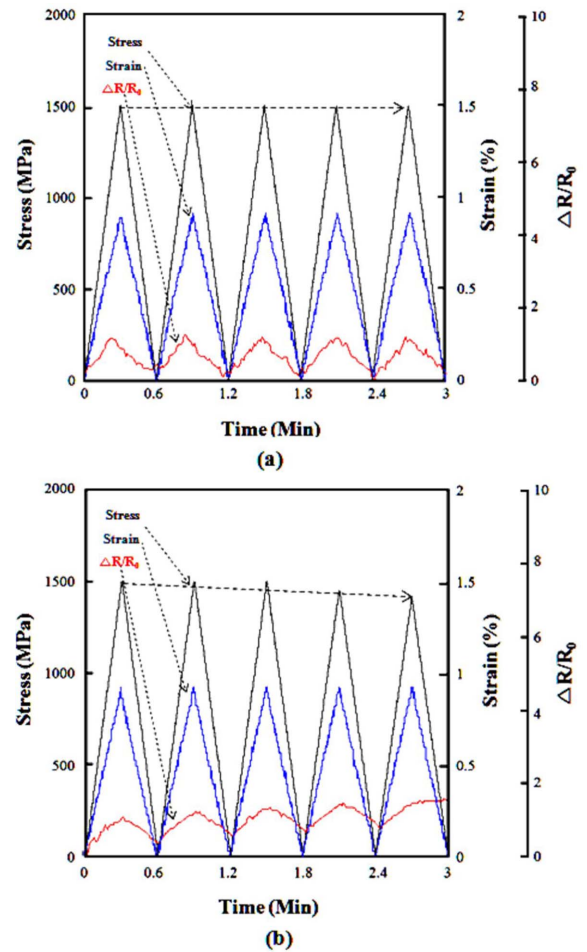 2000
2
10
Stress
Strain
△R/R0
1500
1.5
8
1000
1
6
4
500
0.5
2
0
0
0
Stress (MPa)
Strain (%)
△R/R0
0
0.6
1.2
1.8
2.4
3
Time (Min)
(a)
2000
2
10
Stress
Strain
△R/R0
1500
1.5
8
1000
1
6
4
500
0.5
2
0
0
0
Stress (MPa)
Strain (%)
△R/R0
0
0.6
1.2
1.8
2.4
3
Time (Min)
(b)